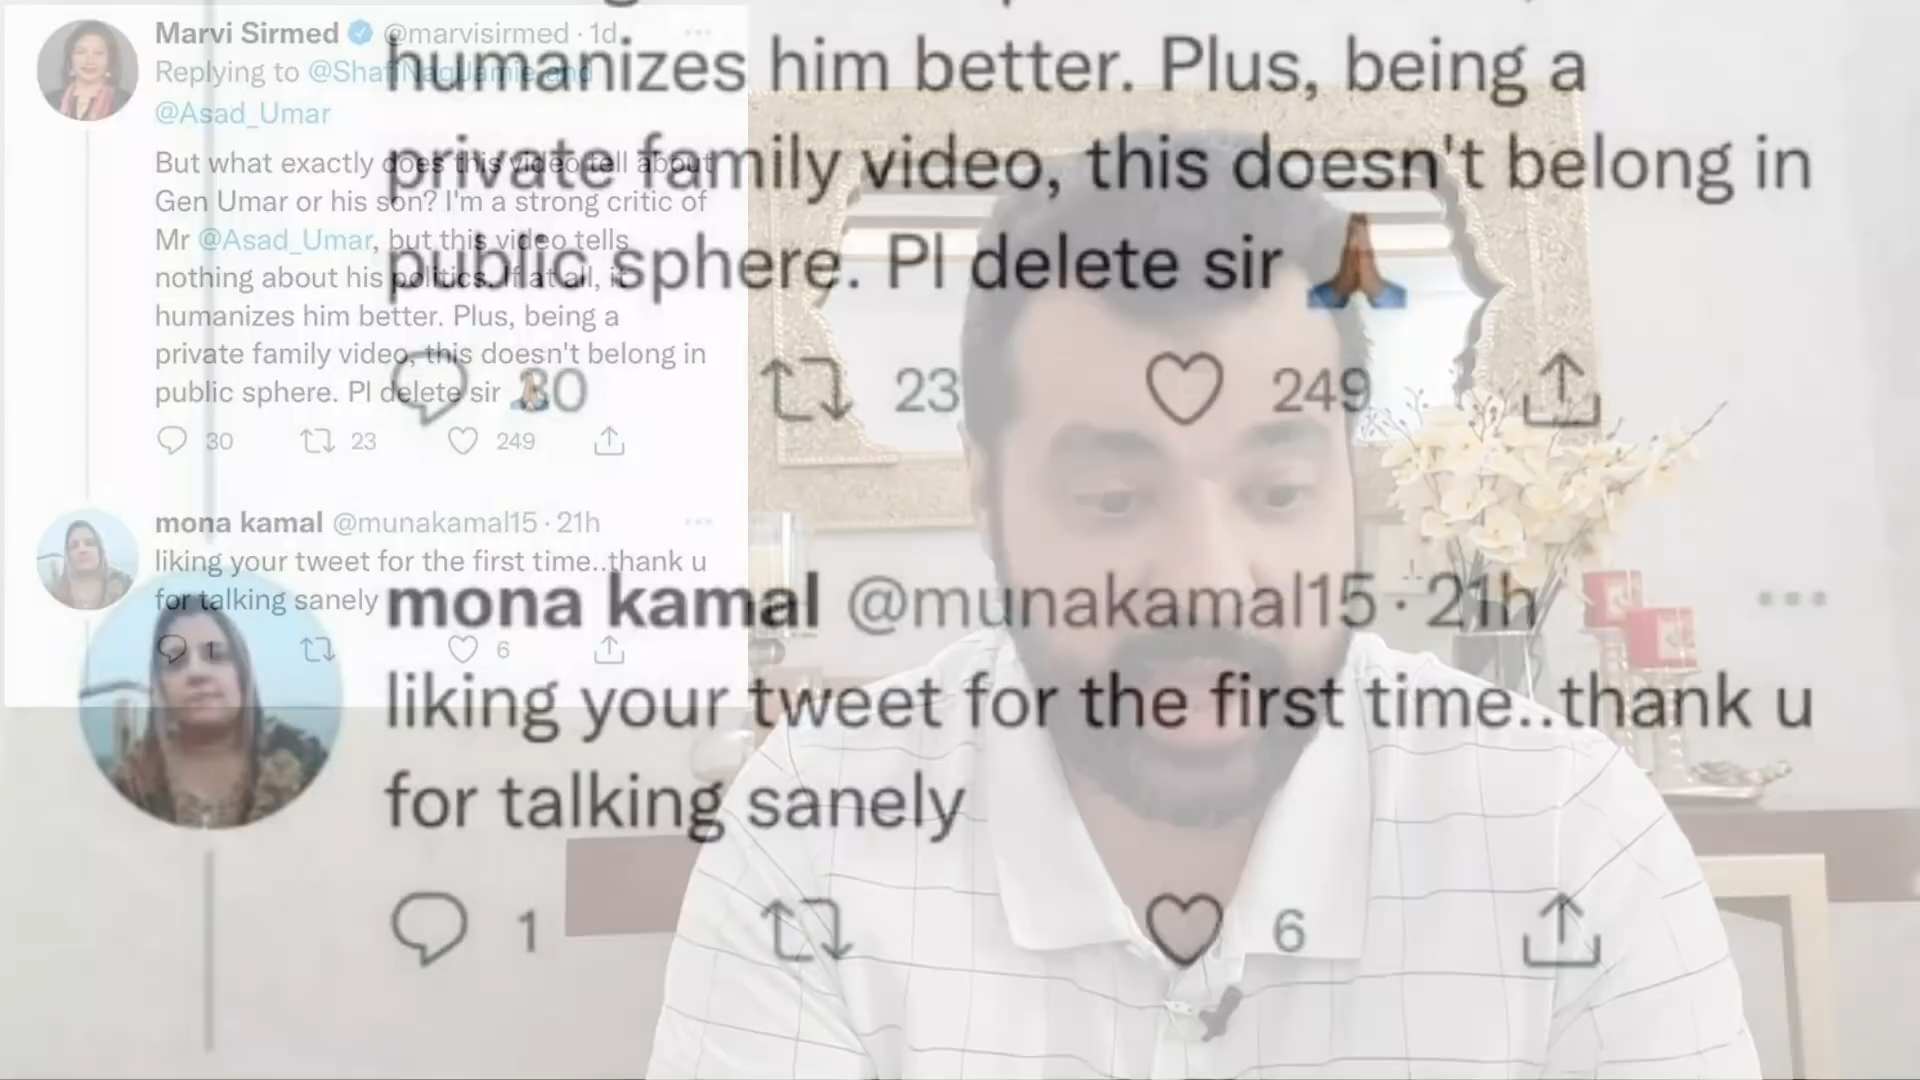 Marvi Sirmed @marvisirmed · 1d
Replying to @ShafiNaqiJamie and
@Asad_Umar
But what exactly does this video tell about
Gen Umar or his son? I'm a strong critic of
Mr @Asad_Umar, but this video tells
nothing about his politics. If at all, it
humanizes him better. Plus, being a
private family video, this doesn't belong in
public sphere. Pl delete sir 🙏🏽
30 23 249
mona kamal @munakamal15 · 21h
liking your tweet for the first time..thank u
for talking sanely
1 6
humanizes him better. Plus, being a
private family video, this doesn't belong in
public sphere. Pl delete sir 🙏🏽
30 23 249
mona kamal @munakamal15 · 21h
liking your tweet for the first time..thank u
for talking sanely
1 6